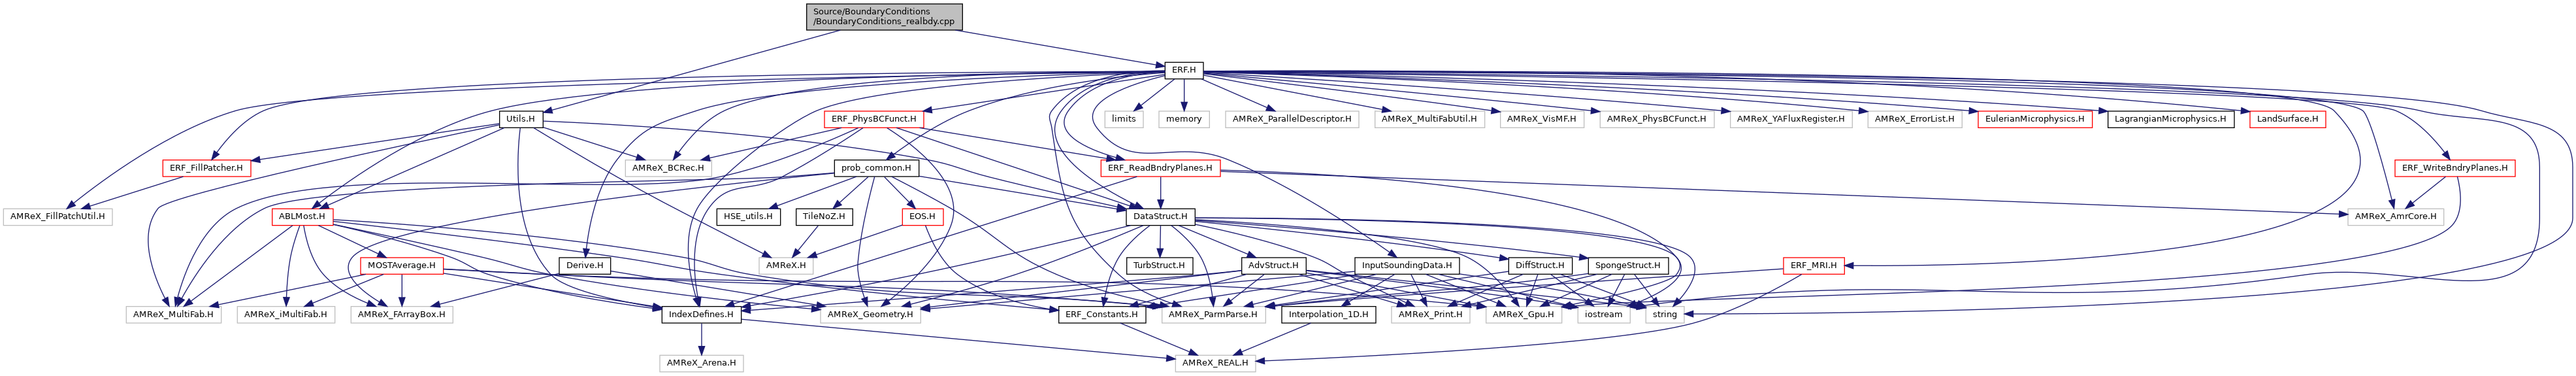 Source/BoundaryConditions
/BoundaryConditions_realbdy.cpp
ERF.H
Utils.H
ERF_PhysBCFunct.H
limits
memory
AMReX_ParallelDescriptor.H
AMReX_MultiFabUtil.H
AMReX_VisMF.H
AMReX_PhysBCFunct.H
AMReX_YAFluxRegister.H
AMReX_ErrorList.H
EulerianMicrophysics.H
LagrangianMicrophysics.H
LandSurface.H
ERF_FillPatcher.H
AMReX_BCRec.H
prob_common.H
ERF_ReadBndryPlanes.H
ERF_WriteBndryPlanes.H
AMReX_FillPatchUtil.H
ABLMost.H
HSE_utils.H
TileNoZ.H
EOS.H
DataStruct.H
AMReX_AmrCore.H
MOSTAverage.H
Derive.H
AMReX.H
TurbStruct.H
AdvStruct.H
InputSoundingData.H
DiffStruct.H
SpongeStruct.H
ERF_MRI.H
AMReX_MultiFab.H
AMReX_iMultiFab.H
AMReX_FArrayBox.H
IndexDefines.H
AMReX_Geometry.H
ERF_Constants.H
AMReX_ParmParse.H
Interpolation_1D.H
AMReX_Print.H
AMReX_Gpu.H
iostream
string
AMReX_Arena.H
AMReX_REAL.H